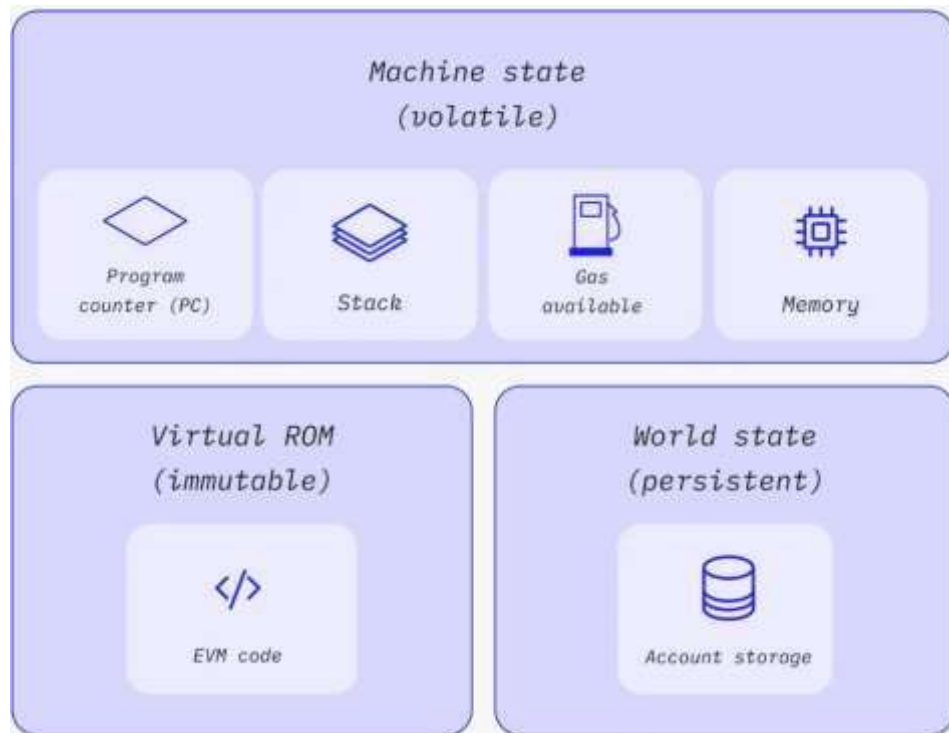 Machine state
(volatile)
Program
counter (PC)
Stack
Gas
available
Memory
Virtual ROM
(immutable)
EVM code
World state
(persistent)
Account storage